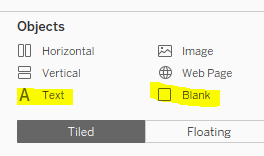 Objects
Horizontal Image
Vertical Web Page
A Text Blank
Tiled Floating